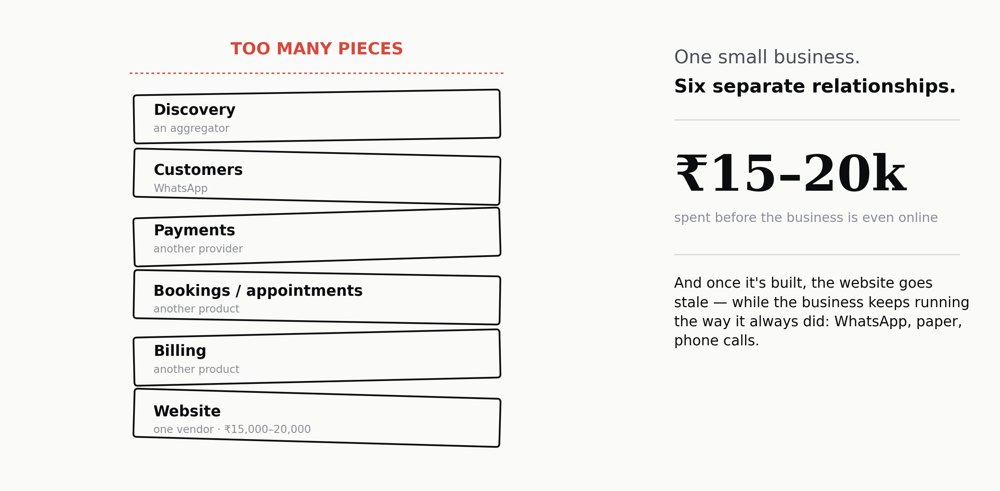 TOO MANY PIECES
Discovery
an aggregator
Customers
WhatsApp
Payments
another provider
Bookings / appointments
another product
Billing
another product
Website
one vendor · ₹15,000–20,000
One small business.
Six separate relationships.
₹15–20k
spent before the business is even online
And once it's built, the website goes
stale — while the business keeps running
the way it always did: WhatsApp, paper,
phone calls.